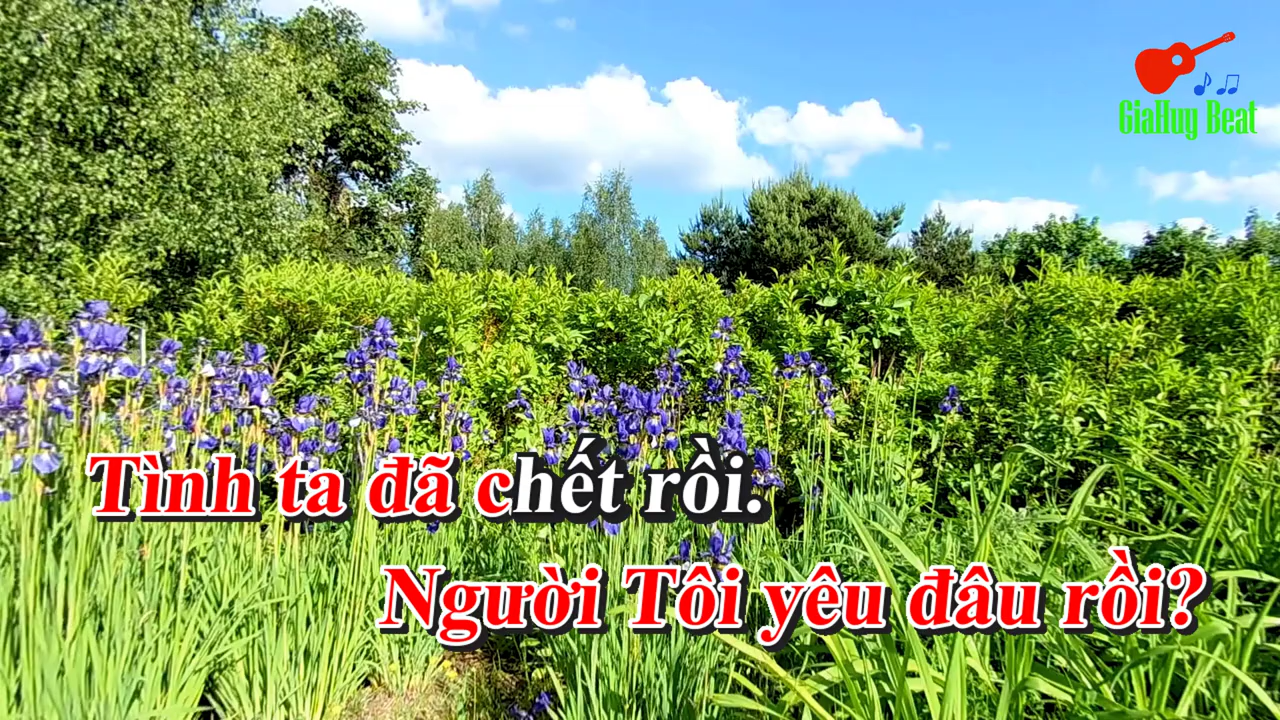 GiaHuy Beat
Tình ta đã chết rồi.
Người Tôi yêu đâu rồi?